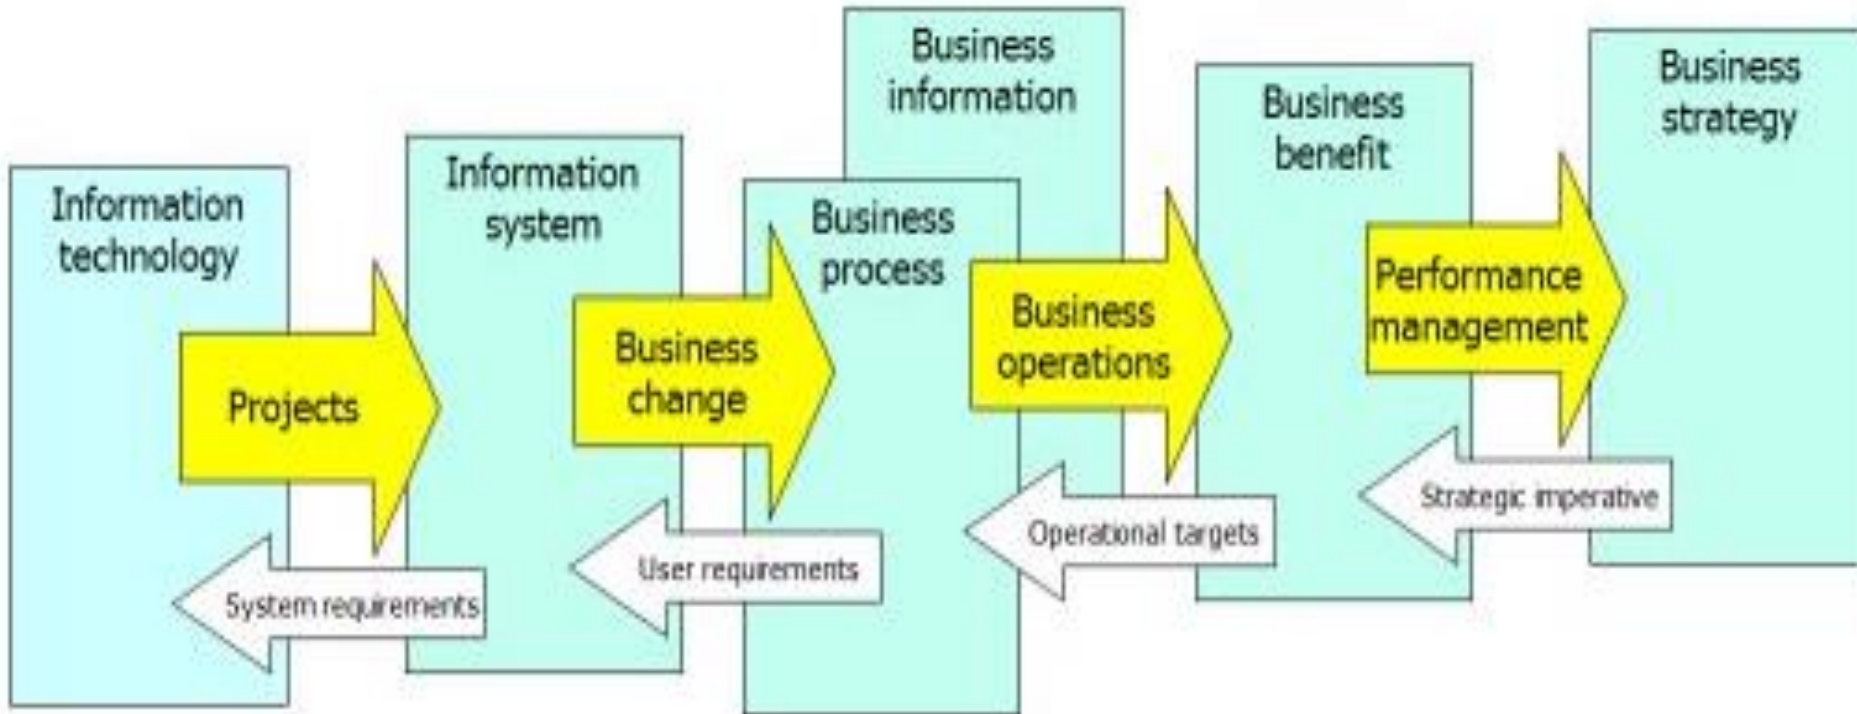 Information
technology
Projects
System requirements
Information
system
Business
change
User requirements
Business
information
Business
process
Business
operations
Operational targets
Business
benefit
Performance
management
Strategic imperative
Business
strategy